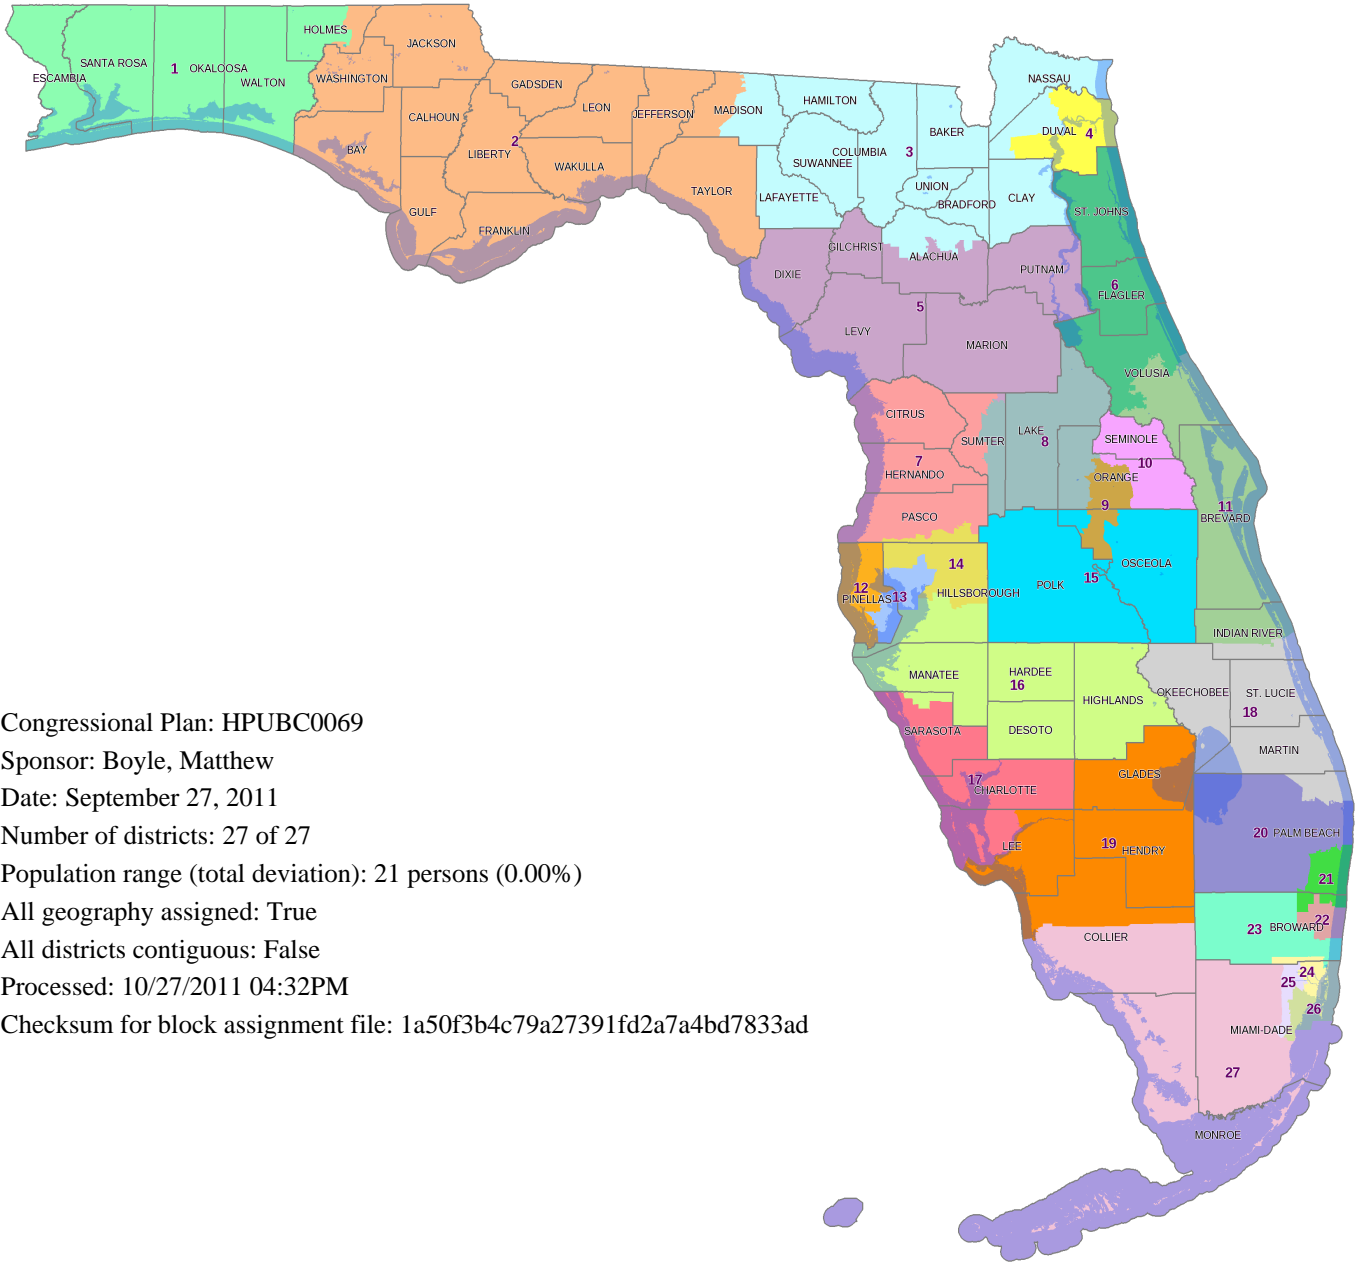 HOLMES
JACKSON
SANTA ROSA
1
OKALOOSA
ESCAMBIA
WALTON
WASHINGTON
GADSDEN
LEON
JEFFERSON
MADISON
HAMILTON
NASSAU
CALHOUN
BAY
LIBERTY
2
WAKULLA
TAYLOR
SUWANNEE
COLUMBIA
3
BAKER
DUVAL
4
LAFAYETTE
UNION
BRADFORD
CLAY
GULF
FRANKLIN
ST. JOHNS
GILCHRIST
ALACHUA
DIXIE
PUTNAM
6
FLAGLER
5
LEVY
MARION
VOLUSIA
CITRUS
SUMTER
LAKE
8
SEMINOLE
7
HERNANDO
10
ORANGE
9
11
BREVARD
PASCO
14
12
PINELLAS
13
HILLSBOROUGH
POLK
15
OSCEOLA
INDIAN RIVER
MANATEE
HARDEE
16
HIGHLANDS
OKEECHOBEE
ST. LUCIE
18
SARASOTA
DESOTO
MARTIN
17
CHARLOTTE
GLADES
LEE
19
HENDRY
20
PALM BEACH
21
22
23
BROWARD
COLLIER
24
25
26
MIAMI-DADE
27
MONROE
Congressional Plan: HPUBC0069
Sponsor: Boyle, Matthew
Date: September 27, 2011
Number of districts: 27 of 27
Population range (total deviation): 21 persons (0.00%)
All geography assigned: True
All districts contiguous: False
Processed: 10/27/2011 04:32PM
Checksum for block assignment file: 1a50f3b4c79a27391fd2a7a4bd7833ad